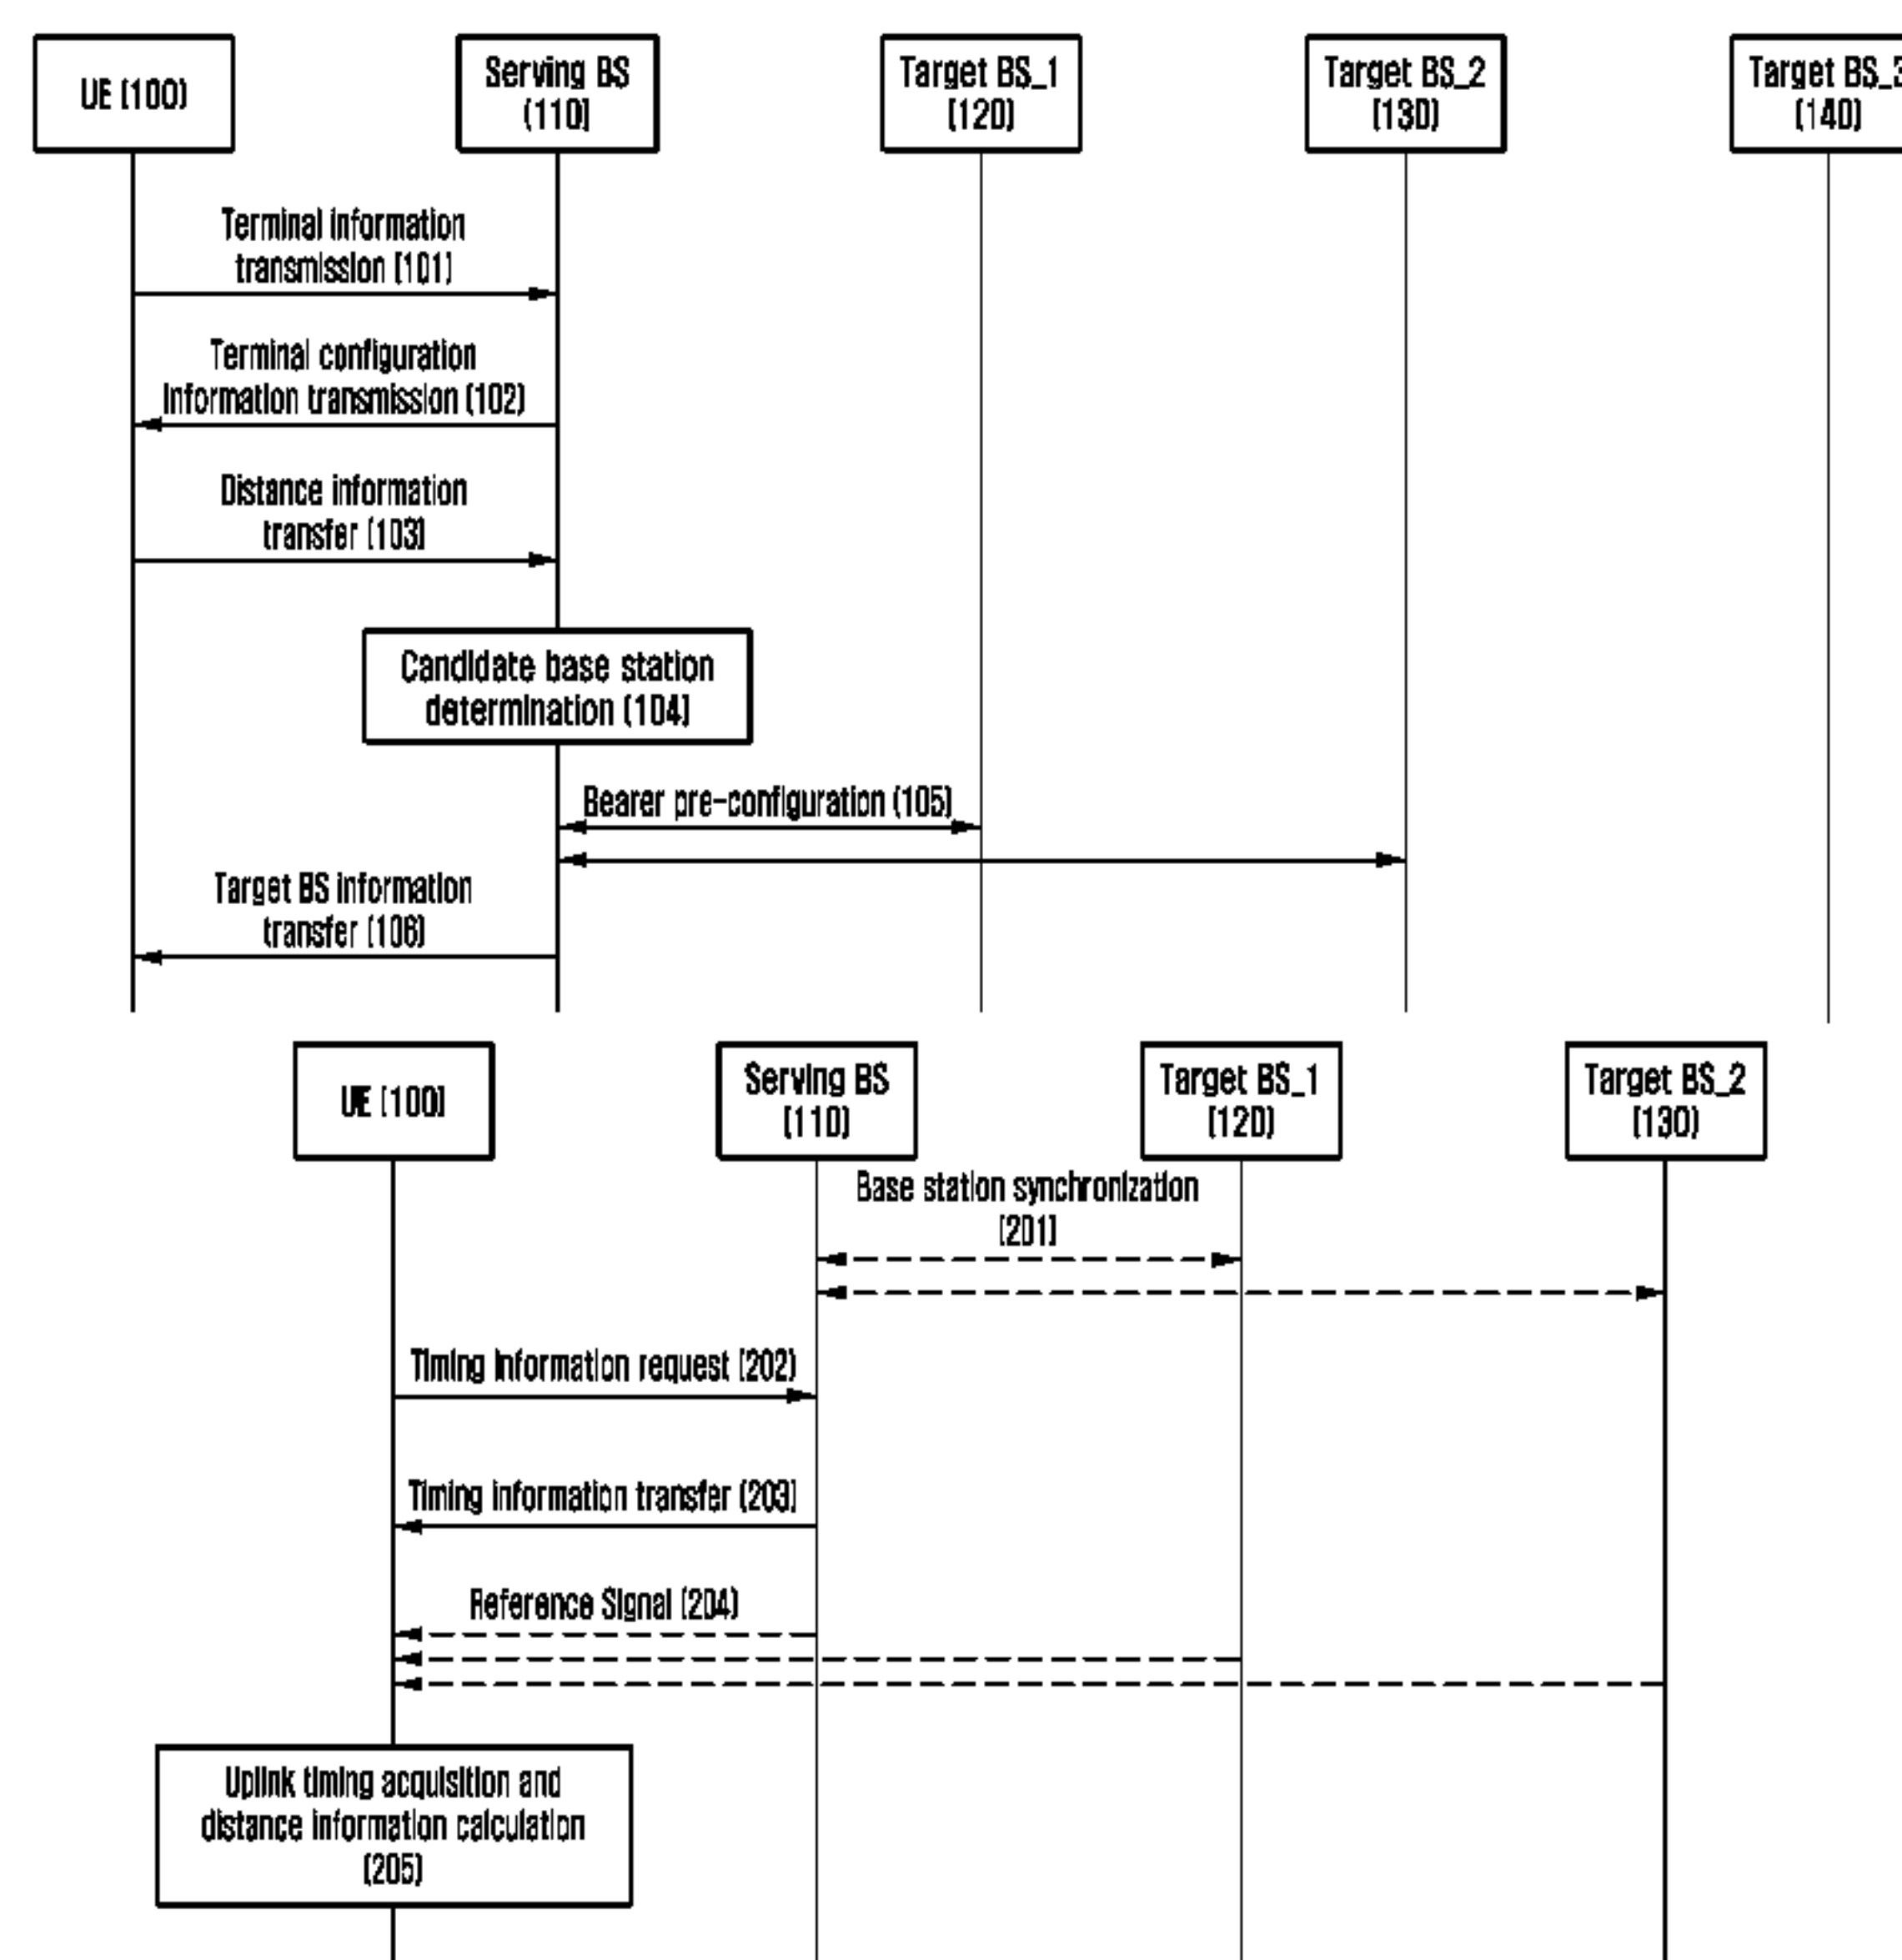 UE (100)
Serving BS
(110)
Target BS_1
(120)
Target BS_2
(130)
Target BS_3
(140)
Terminal information
transmission (101)
Terminal configuration
information transmission (102)
Distance information
transfer (103)
Candidate base station
determination (104)
Bearer pre-configuration (105)
Target BS information
transfer (106)
UE (100)
Serving BS
(110)
Target BS_1
(120)
Target BS_2
(130)
Base station synchronization
(201)
Timing information request (202)
Timing information transfer (203)
Reference Signal (204)
Uplink timing acquisition and
distance information calculation
(205)